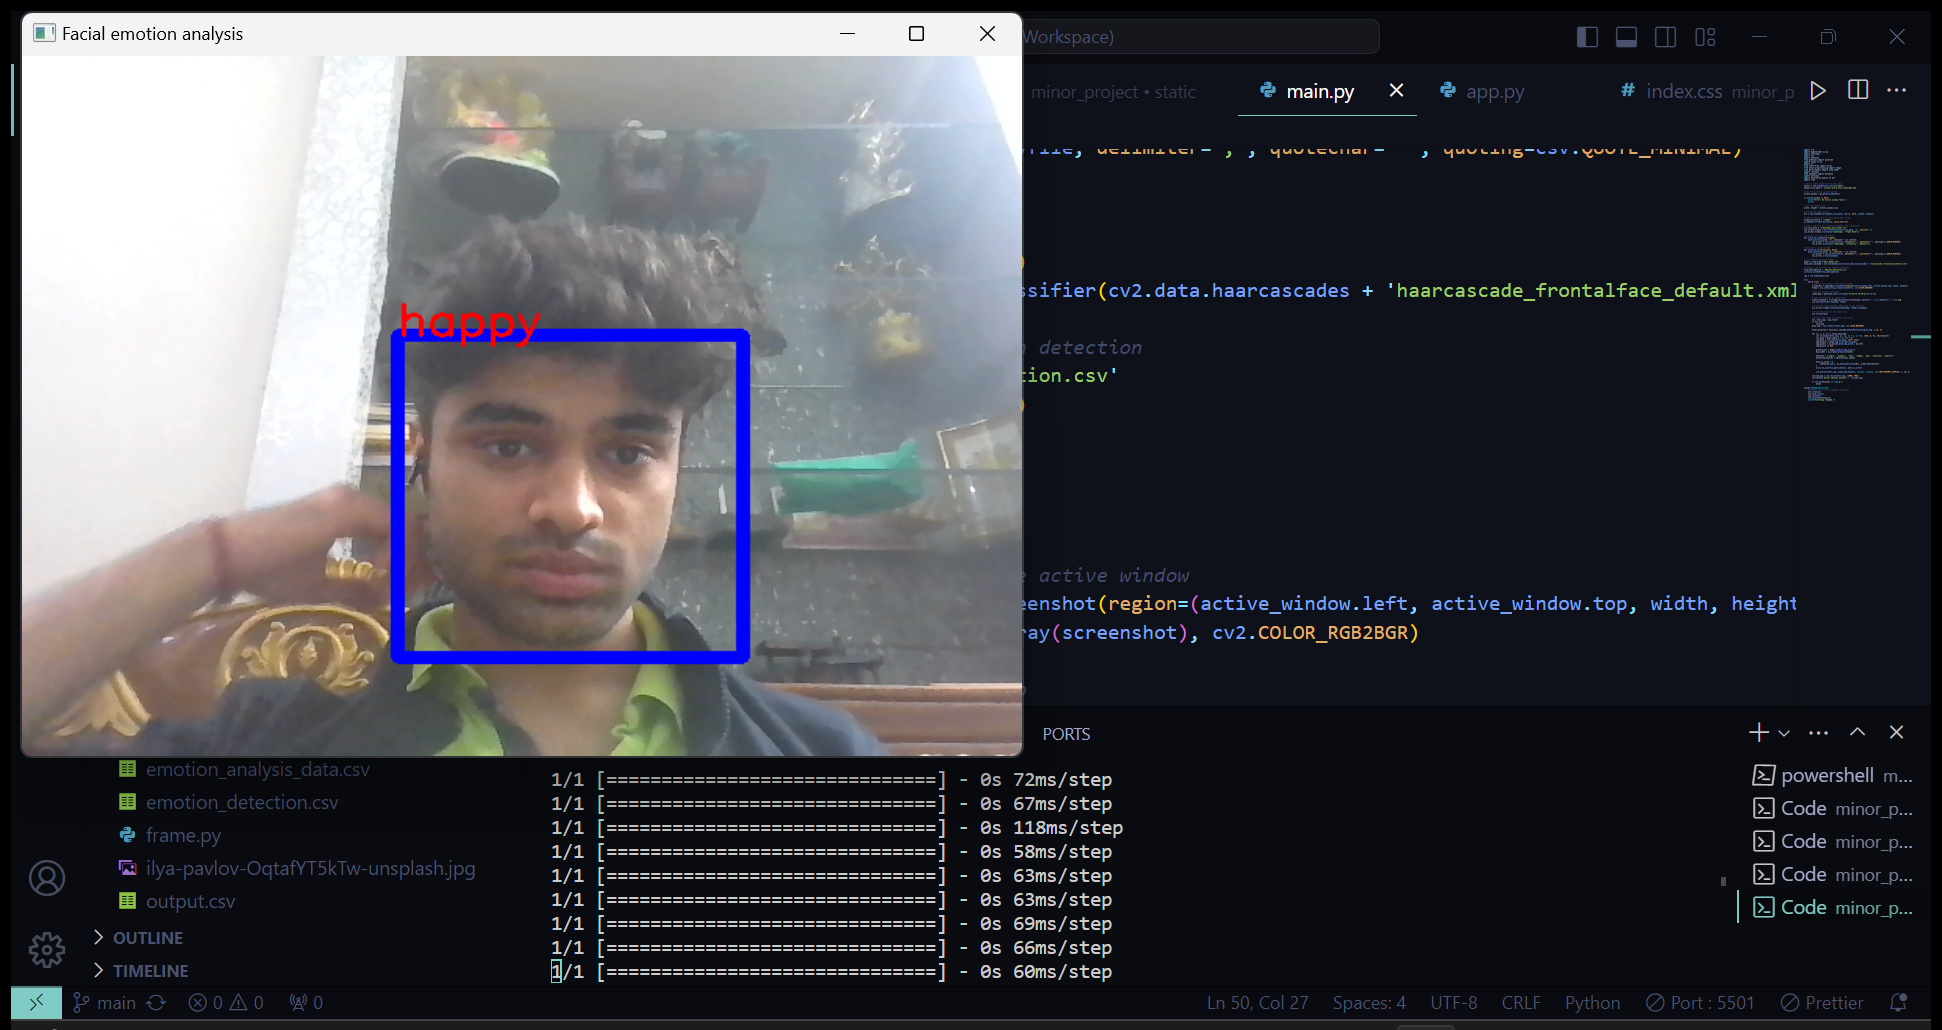 Facial emotion analysis
Workspace)
minor_project • static
main.py
app.py
# index.css minor_p
file, delimiter= , , quotechar= , quoting=csv.QUOTE_MINIMAL)
)
ssifier(cv2.data.haarcascades + 'haarcascade_frontalface_default.xml
detection
tion.csv'
)
active window
eenshot(region=(active_window.left, active_window.top, width, height
ray(screenshot), cv2.COLOR_RGB2BGR)
happy
PORTS
emotion_analysis_data.csv
emotion_detection.csv
frame.py
ilya-pavlov-OqtafYT5kTw-unsplash.jpg
output.csv
OUTLINE
TIMELINE
1/1 [==============================] - 0s 72ms/step
1/1 [==============================] - 0s 67ms/step
1/1 [==============================] - 0s 118ms/step
1/1 [==============================] - 0s 58ms/step
1/1 [==============================] - 0s 63ms/step
1/1 [==============================] - 0s 63ms/step
1/1 [==============================] - 0s 69ms/step
1/1 [==============================] - 0s 66ms/step
1/1 [==============================] - 0s 60ms/step
powershell m...
Code minor_p...
Code minor_p...
Code minor_p...
Code minor_p...
main 0 0 0 Ln 50, Col 27 Spaces: 4 UTF-8 CRLF Python Port : 5501 Prettier